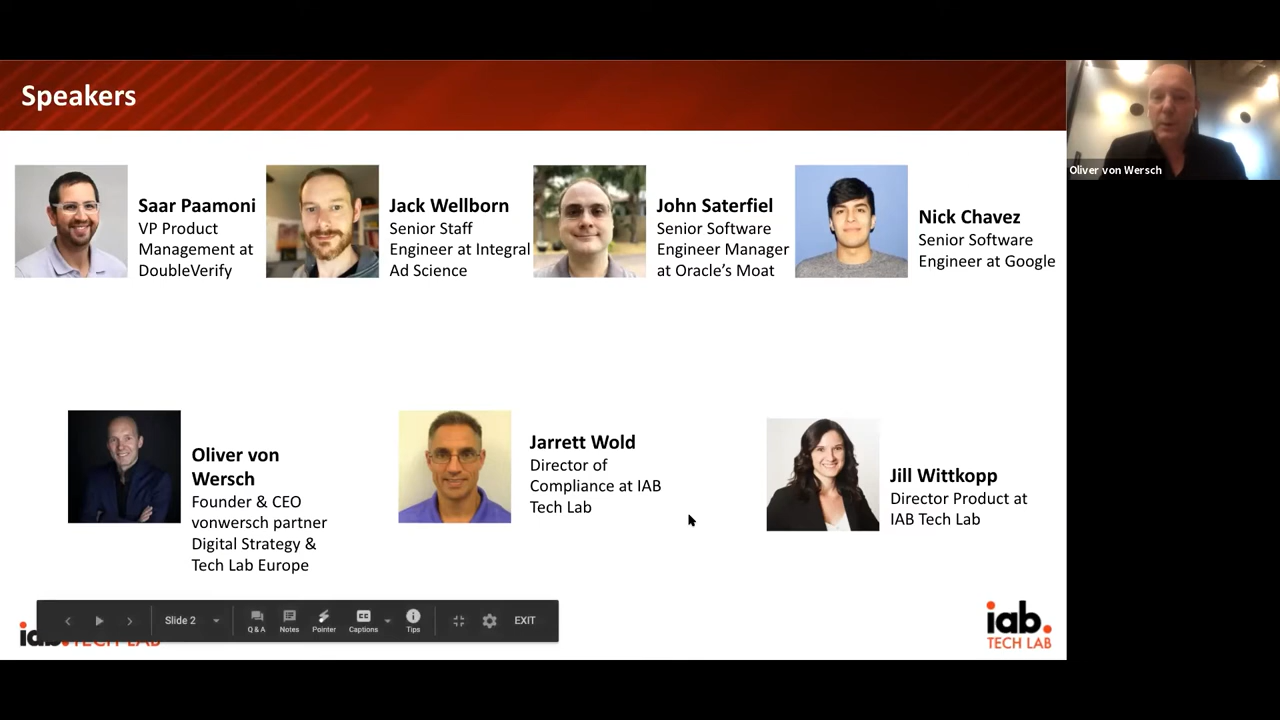 Speakers
Oliver von Wersch
Saar Paamoni
VP Product
Management at
DoubleVerify
Jack Wellborn
Senior Staff
Engineer at Integral
Ad Science
John Saterfiel
Senior Software
Engineer Manager
at Oracle's Moat
Nick Chavez
Senior Software
Engineer at Google
Oliver von
Wersch
Founder & CEO
vonwersch partner
Digital Strategy &
Tech Lab Europe
Jarrett Wold
Director of
Compliance at IAB
Tech Lab
Jill Wittkopp
Director Product at
IAB Tech Lab
Slide 2
Q & A
Notes
Pointer
Captions
Tips
EXIT
iab.
TECH LAB
iab.
TECH LAB